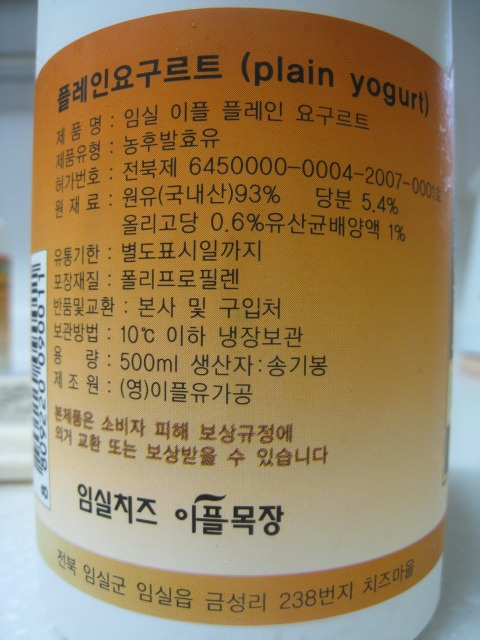 플레인요구르트 (plain yogurt)
제 품 명 : 임실 이플 플레인 요구르트
제품유형 : 농후발효유
허가번호 : 전북제 6450000-0004-2007-0001호
원 재 료 : 원유(국내산)93% 당분 5.4%
올리고당 0.6%유산균배양액 1%
유통기한 : 별도표시일까지
포장재질 : 폴리프로필렌
반품및교환 : 본사 및 구입처
보관방법 : 10℃ 이하 냉장보관
용 량 : 500ml 생산자:송기봉
제 조 원 : (영)이플유가공
본제품은 소비자 피해 보상규정에
의거 교환 또는 보상받을 수 있습니다
임실치즈 이플목장
전북 임실군 임실읍 금성리 238번지 치즈마을